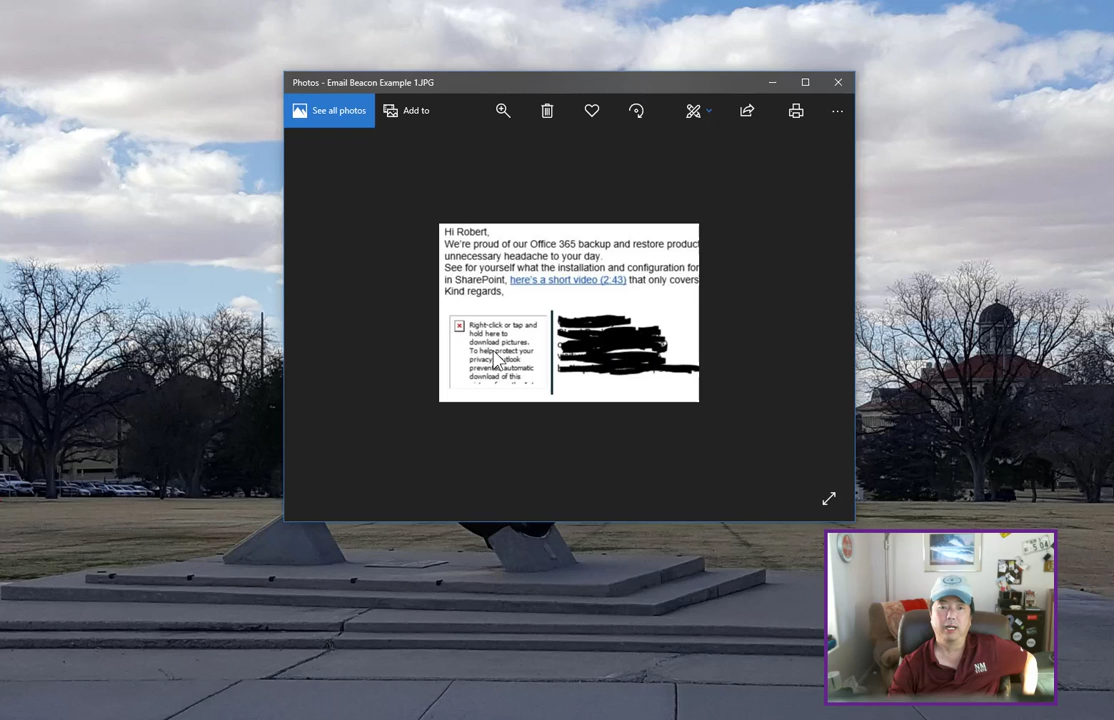 Photos - Email Beacon Example 1.JPG
See all photos
Add to
Hi Robert,
We're proud of our Office 365 backup and restore product
unnecessary headache to your day.
See for yourself what the installation and configuration for
in SharePoint, here's a short video (2:43) that only covers
Kind regards,
Right-click or tap and
hold here to
download pictures.
To help protect your
privacy, Outlook
prevents automatic
download of this
NM